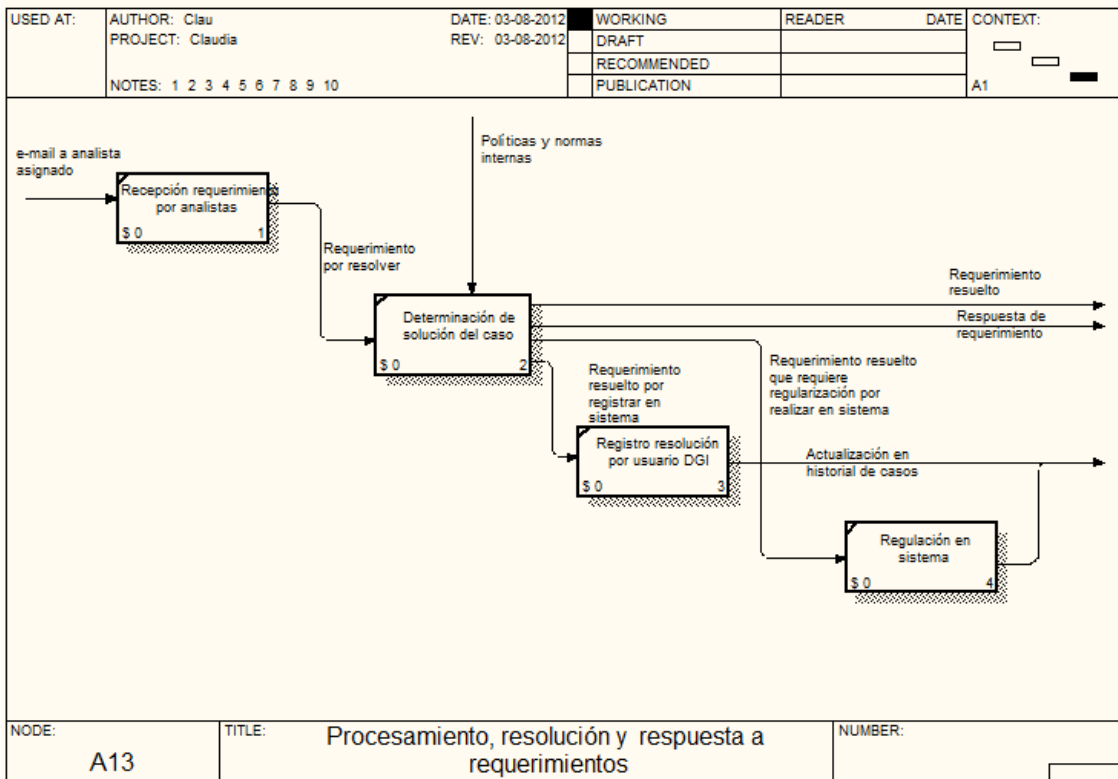 USED AT:
AUTHOR: Clau
DATE: 03-08-2012
WORKING
READER
DATE
CONTEXT:
PROJECT: Claudia
REV: 03-08-2012
DRAFT
RECOMMENDED
NOTES: 1 2 3 4 5 6 7 8 9 10
PUBLICATION
A1
e-mail a analista
asignado
Políticas y normas
internas
Recepción requerimiento
por analistas
$ 0
1
Requerimiento
por resolver
Requerimiento
resuelto
Determinación de
solución del caso
$ 0
2
Respuesta de
requerimiento
Requerimiento
resuelto por
registrar en
sistema
Requerimiento resuelto
que requiere
regularización por
realizar en sistema
Registro resolución
por usuario DGI
$ 0
3
Actualización en
historial de casos
Regulación en
sistema
$ 0
4
NODE:
A13
TITLE:
Procesamiento, resolución y respuesta a
requerimientos
NUMBER: